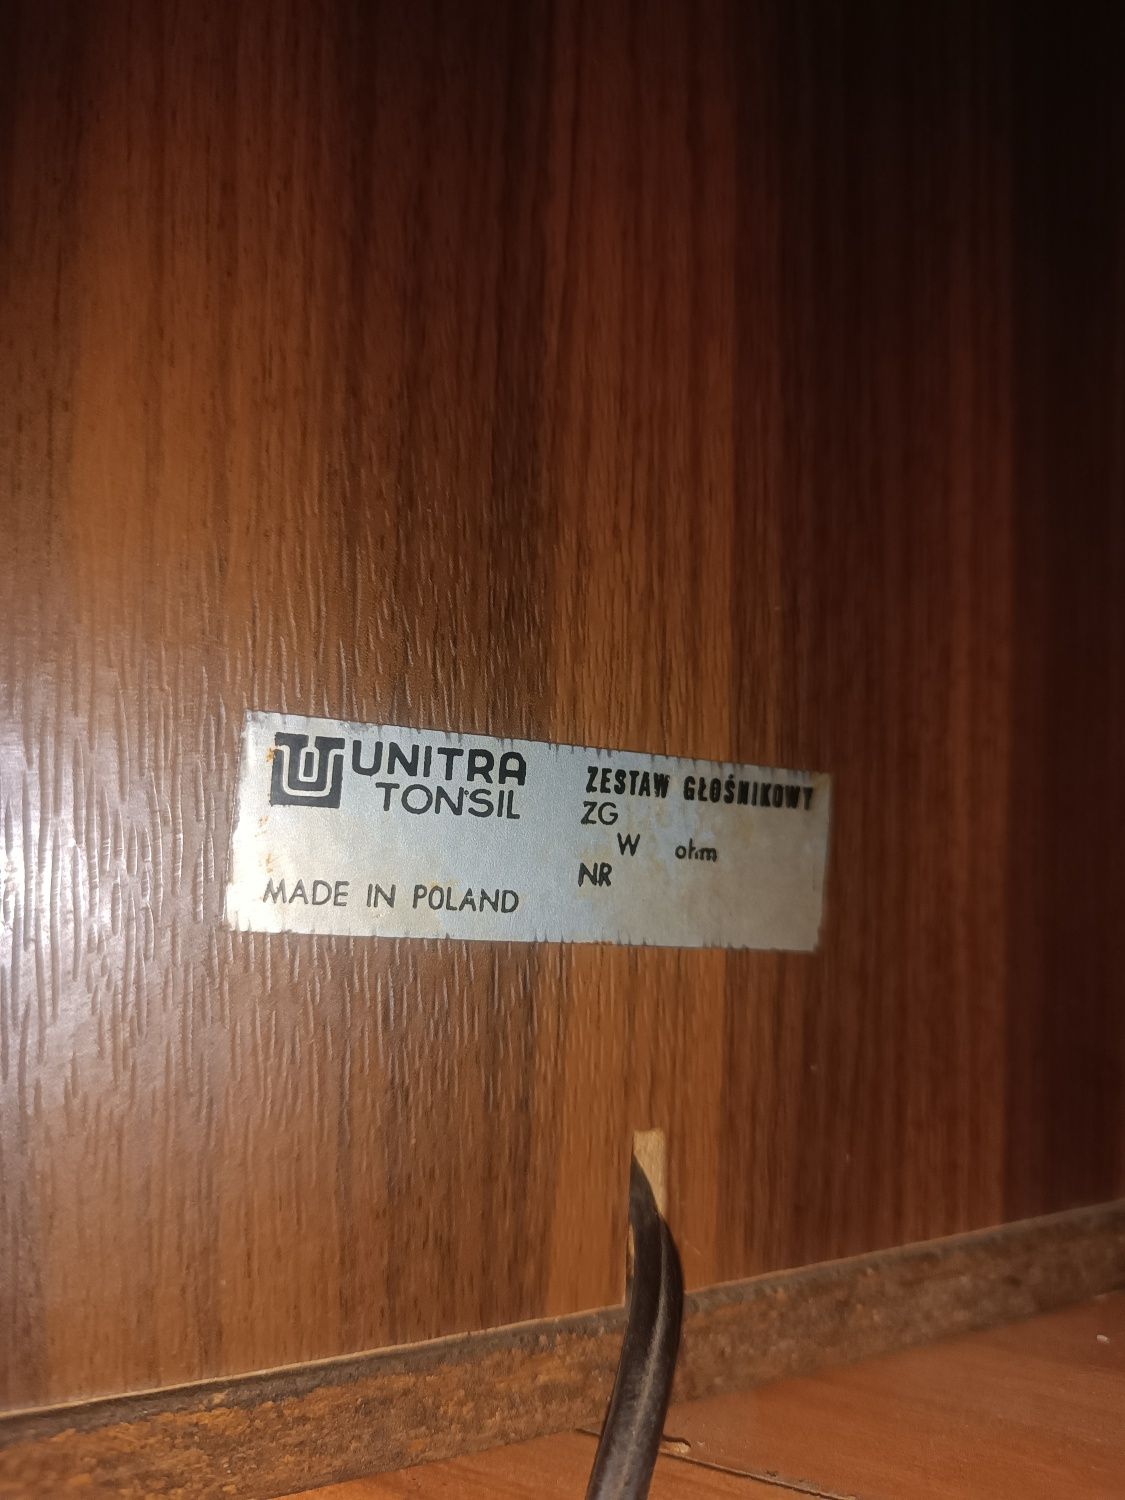 UNITRA
TONSIL
MADE IN POLAND
ZESTAW GŁOŚNIKOWY
ZG
W ohm
NR